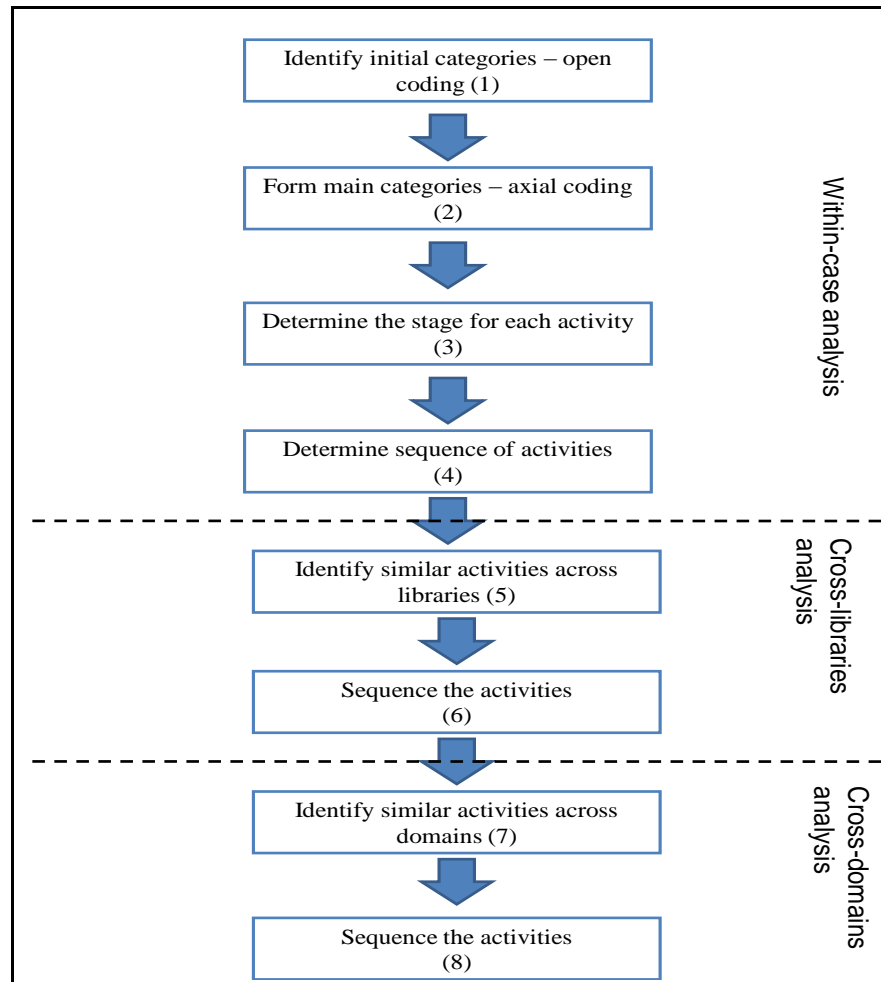 Identify initial categories – open
coding (1)
Form main categories – axial coding
(2)
Determine the stage for each activity
(3)
Determine sequence of activities
(4)
Within-case analysis
Identify similar activities across
libraries (5)
Sequence the activities
(6)
Cross-libraries
analysis
Identify similar activities across
domains (7)
Sequence the activities
(8)
Cross-domains
analysis